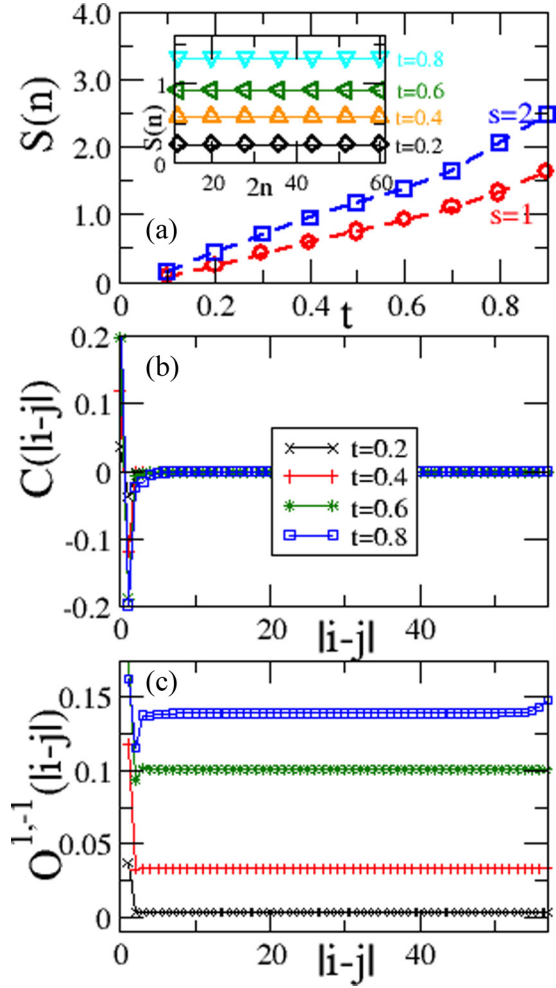 (a)
S(n)
4.0
3.0
2.0
1.0
0
0
0.2
0.4
0.6
0.8
t
s=2
s=1
S(n)
1
0
20
40
60
2n
t=0.8
t=0.6
t=0.4
t=0.2
(b)
C(|i-j|)
0.2
0.1
0
-0.1
-0.2
0
20
40
|i-j|
t=0.2
t=0.4
t=0.6
t=0.8
(c)
O^{1,-1}(|i-j|)
0.15
0.1
0.05
0
0
20
40
|i-j|